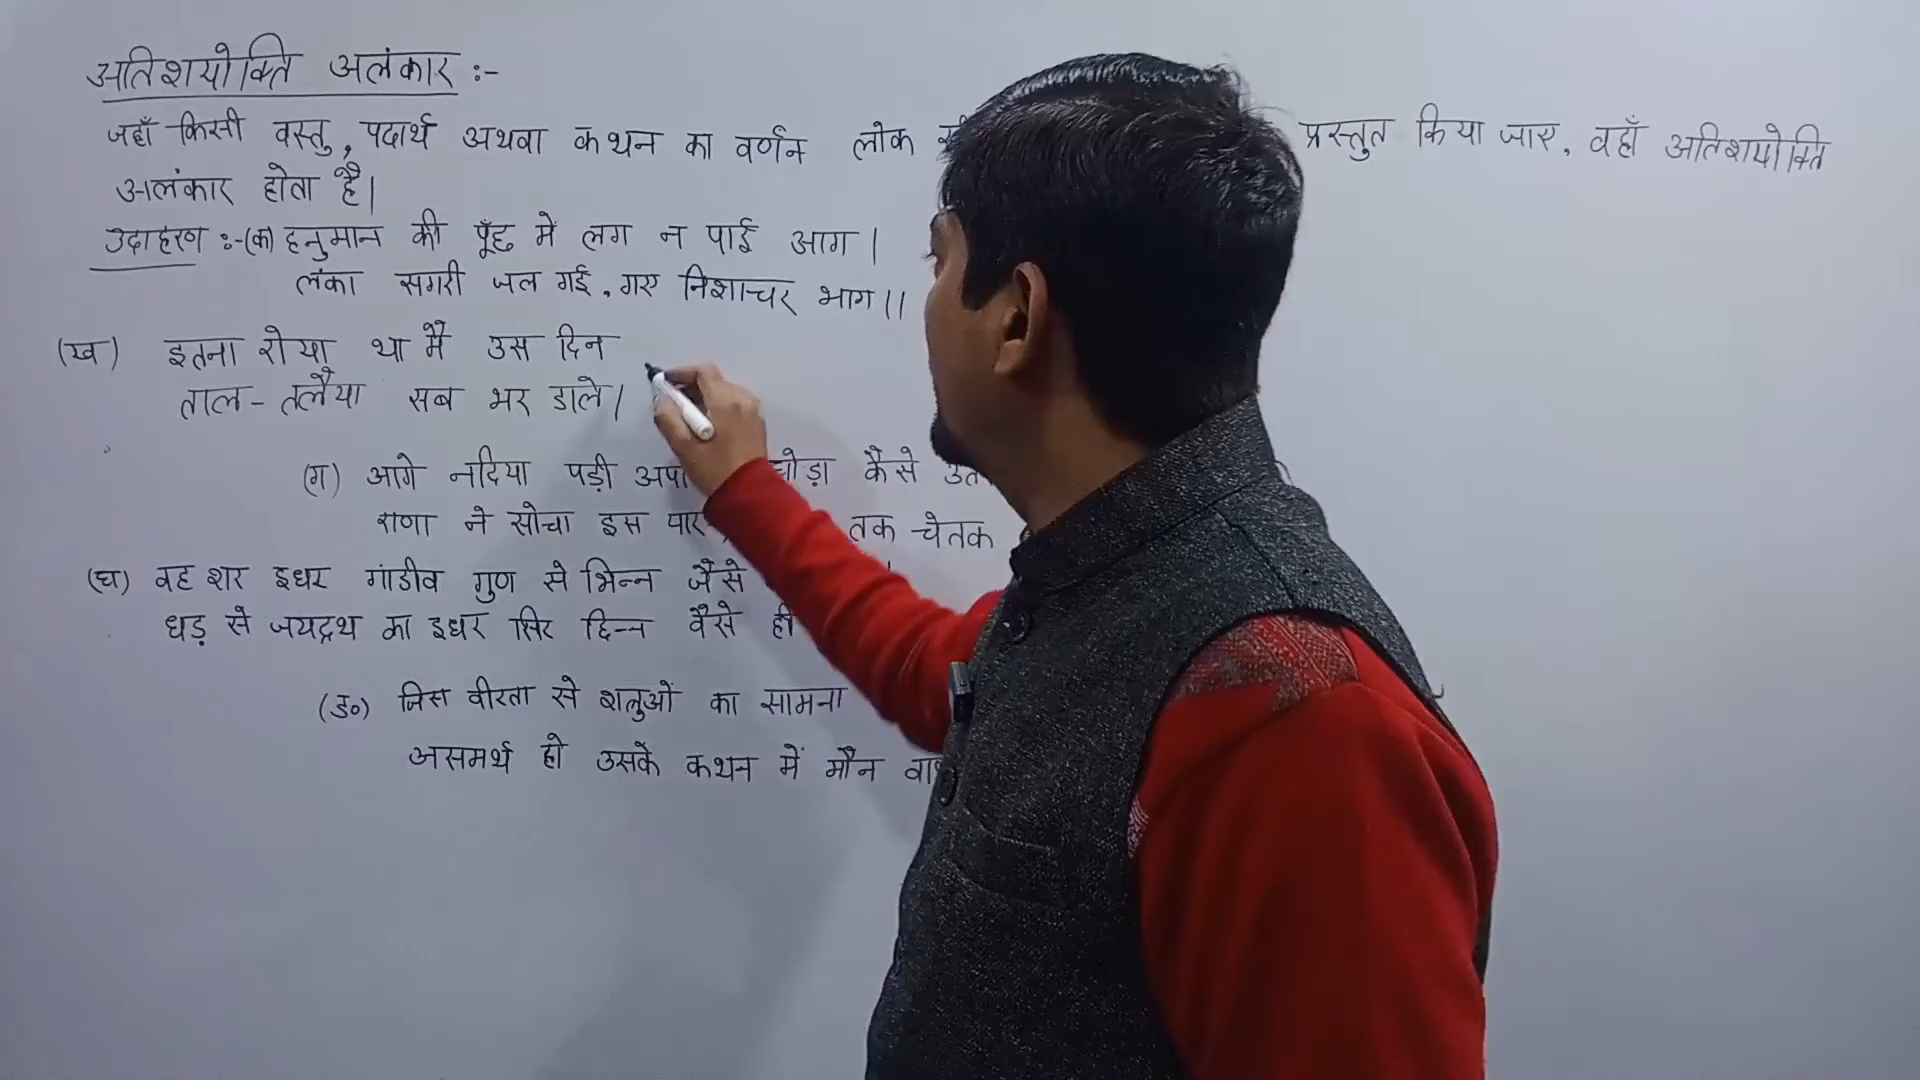 अतिशयोक्ति अलंकार :-
जहाँ किसी वस्तु, पदार्थ अथवा कथन का वर्णन लोक प्रस्तुत किया जाए, वहाँ अतिशयोक्ति
अलंकार होता है।
उदाहरण :-(क) हनुमान की पूँछ में लग न पाई आग।
लंका सगरी जल गई, गए निशाचर भाग।।
(ख) इतना रोया था मैं उस दिन
ताल-तलैया सब भर डाले।
(ग) आगे नदिया पड़ी घोड़ा कैसे
राणा ने सोचा इस पार तक चेतक
(घ) वह शर इधर गांडीव गुण से भिन्न जैसे
धड़ से जयद्रथ का इधर सिर छिन्न वैसे ही
(ङ०) जिस वीरता से शत्रुओं का सामना
असमर्थ हो उसके कथन में मौन